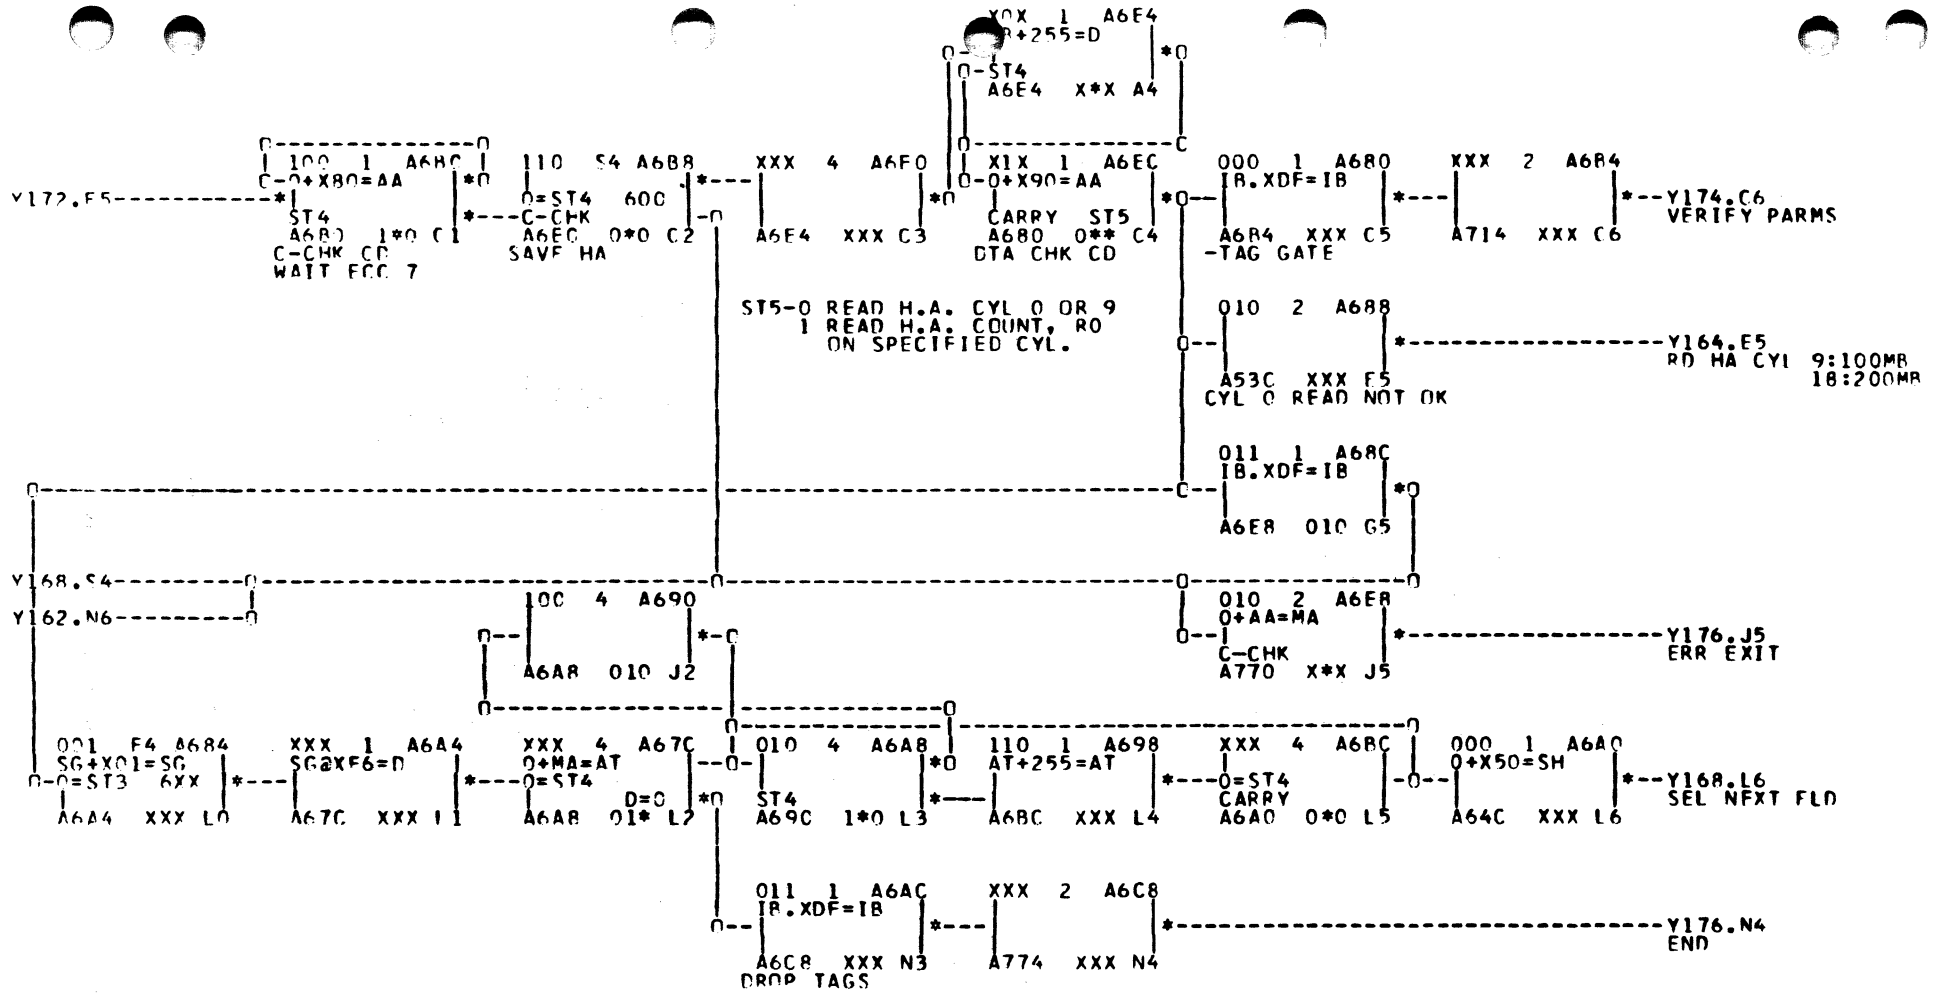 1 A6E4
+255=D
ST4
A6E4 X*X A4
100 1 A6BC
0+X80=AA
ST4
A6B0 1*0 C1
C-CHK CD
WAIT ECC 7
110 S4 A6B8
0=ST4 600
C-CHK
A6EC 0*0 C2
SAVE HA
XXX 4 A6F0
A6E4 XXX C3
X1X 1 A6EC
0+X90=AA
CARRY ST5
A680 0** C4
DTA CHK CD
000 1 A680
IB.XDF=IB
A6B4 XXX C5
-TAG GATE
XXX 2 A6B4
A714 XXX C6
Y172.E5
Y174.C6
VERIFY PARMS
ST5-0 READ H.A. CYL 0 OR 9
1 READ H.A. COUNT, R0
ON SPECIFIED CYL.
010 2 A688
A53C XXX E5
CYL 0 READ NOT OK
Y164.E5
RD HA CYL 9:100MB
18:200MB
011 1 A68C
IB.XDF=IB
A6E8 010 G5
Y168.S4
Y162.N6
100 4 A690
A6A8 010 J2
010 2 A6E8
0+AA=MA
C-CHK
A770 X*X J5
Y176.J5
ERR EXIT
001 F4 A684
SG+X01=SG
0=ST3 6XX
A6A4 XXX L0
XXX 1 A6A4
SG@XF6=D
A67C XXX L1
XXX 4 A67C
0+MA=AT
0=ST4
D=0
A6A8 01* L2
010 4 A6A8
ST4
A69C 1*0 L3
110 1 A698
AT+255=AT
A6BC XXX L4
XXX 4 A6BC
0=ST4
CARRY
A6A0 0*0 L5
000 1 A6A0
0+X50=SH
A64C XXX L6
Y168.L6
SEL NEXT FLD
011 1 A6AC
IB.XDF=IB
A6C8 XXX N3
DROP TAGS
XXX 2 A6C8
A774 XXX N4
Y176.N4
END